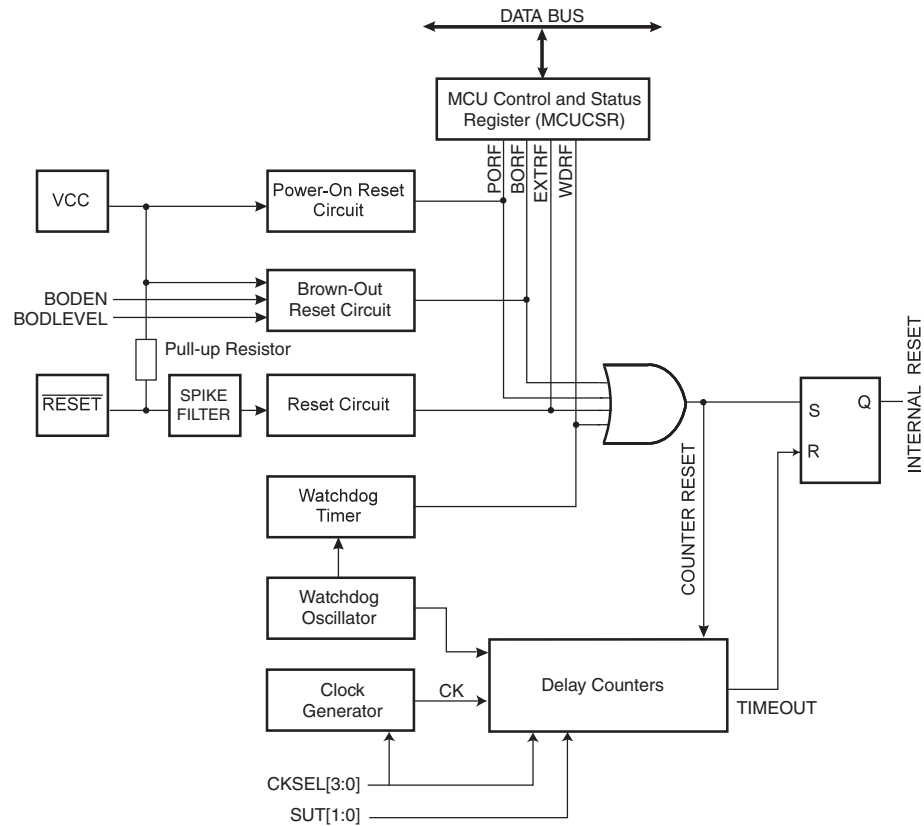 DATA BUS
MCU Control and Status
Register (MCUCSR)
PORF
BORF
EXTRF
WDRF
VCC
Power-On Reset
Circuit
BODEN
BODLEVEL
Brown-Out
Reset Circuit
Pull-up Resistor
RESET
SPIKE
FILTER
Reset Circuit
S
Q
R
INTERNAL RESET
Watchdog
Timer
COUNTER RESET
Watchdog
Oscillator
Clock
Generator
CK
Delay Counters
TIMEOUT
CKSEL[3:0]
SUT[1:0]